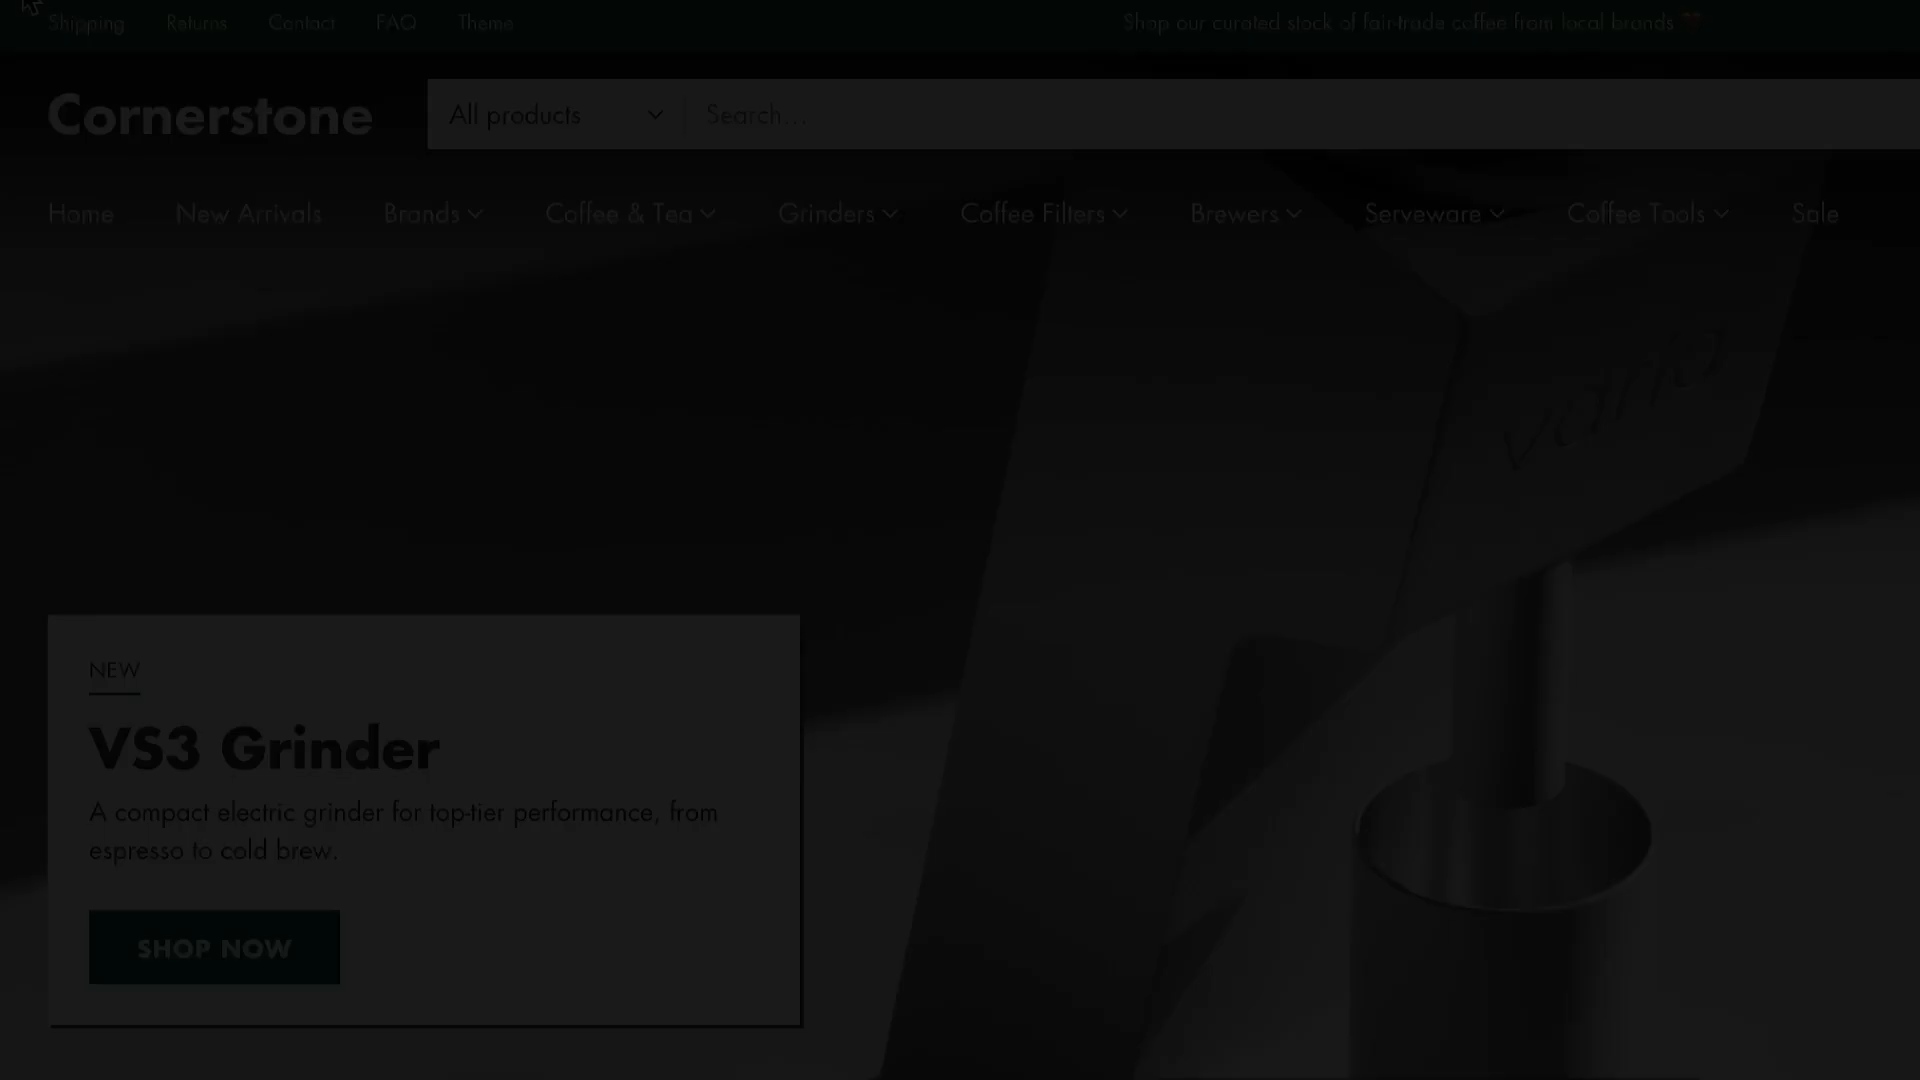 Shipping Returns Contact FAQ Theme Shop our curated stock of fair-trade coffee from local brands ❤️
Cornerstone All products Search...
Home New Arrivals Brands Coffee & Tea Grinders Coffee Filters Brewers Serveware Coffee Tools Sale
varia
NEW
VS3 Grinder
A compact electric grinder for top-tier performance, from
espresso to cold brew.
SHOP NOW